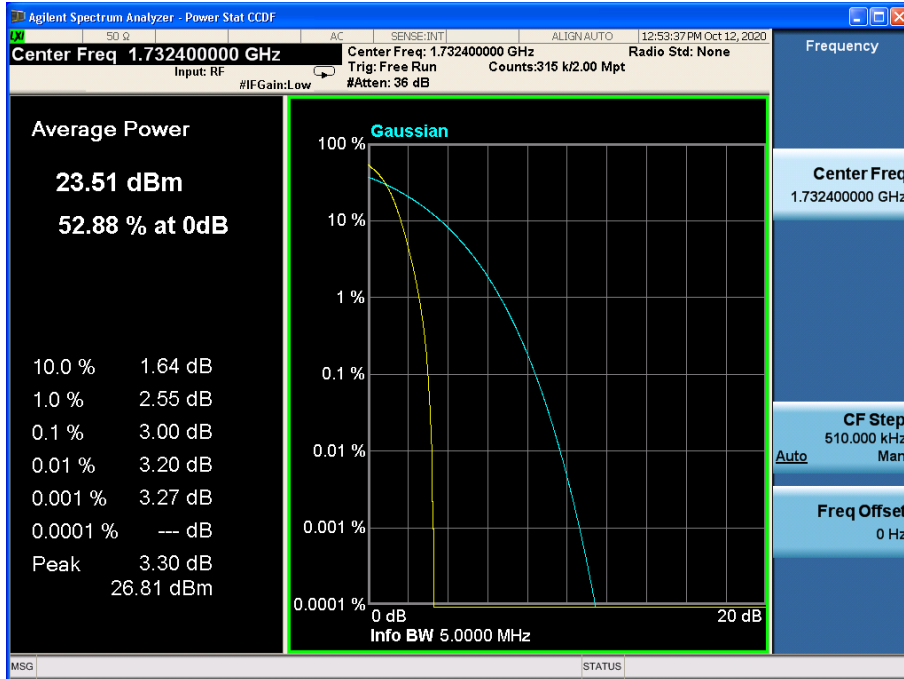 Agilent Spectrum Analyzer - Power Stat CCDF
LXI 50 Ω AC SENSE:INT ALIGN AUTO 12:53:37 PM Oct 12, 2020
Center Freq 1.732400000 GHz
Input: RF
#IFGain:Low
Center Freq: 1.732400000 GHz Radio Std: None
Trig: Free Run Counts:315 k/2.00 Mpt
#Atten: 36 dB
Average Power
23.51 dBm
52.88 % at 0dB
10.0 % 1.64 dB
1.0 % 2.55 dB
0.1 % 3.00 dB
0.01 % 3.20 dB
0.001 % 3.27 dB
0.0001 % --- dB
Peak 3.30 dB
26.81 dBm
Gaussian
100 %
10 %
1 %
0.1 %
0.01 %
0.001 %
0.0001 %
0 dB 20 dB
Info BW 5.0000 MHz
Frequency
Center Freq
1.732400000 GHz
CF Step
510.000 kHz
Auto Man
Freq Offset
0 Hz
MSG STATUS